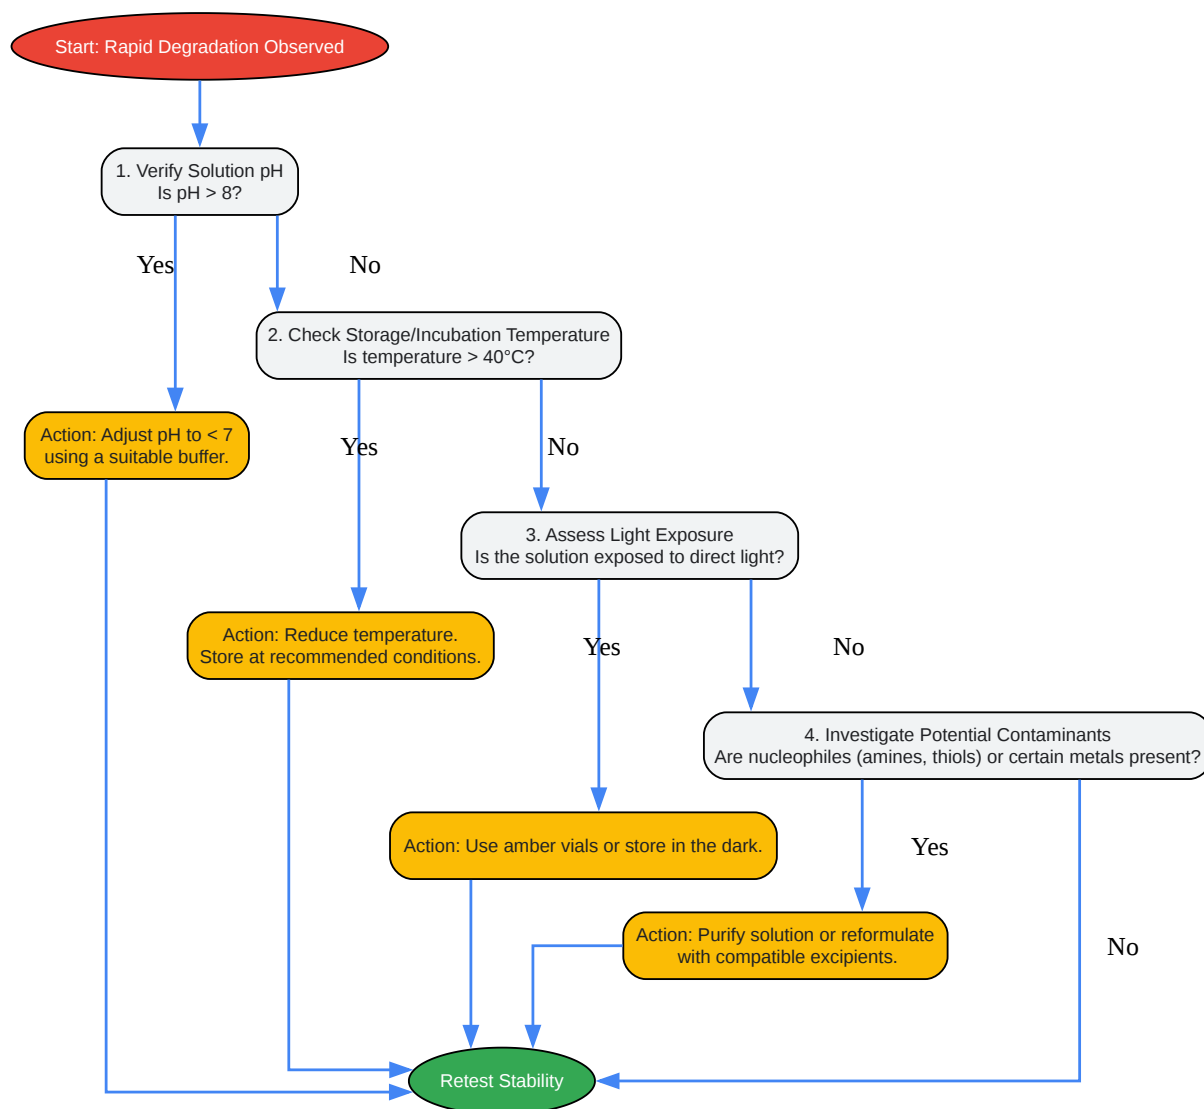 Start: Rapid Degradation Observed
1. Verify Solution pH
Is pH > 8?
Yes
No
2. Check Storage/Incubation Temperature
Is temperature > 40°C?
Action: Adjust pH to < 7
using a suitable buffer.
Yes
No
3. Assess Light Exposure
Is the solution exposed to direct light?
Action: Reduce temperature.
Store at recommended conditions.
Yes
No
4. Investigate Potential Contaminants
Are nucleophiles (amines, thiols) or certain metals present?
Action: Use amber vials or store in the dark.
Yes
Action: Purify solution or reformulate
with compatible excipients.
No
Retest Stability